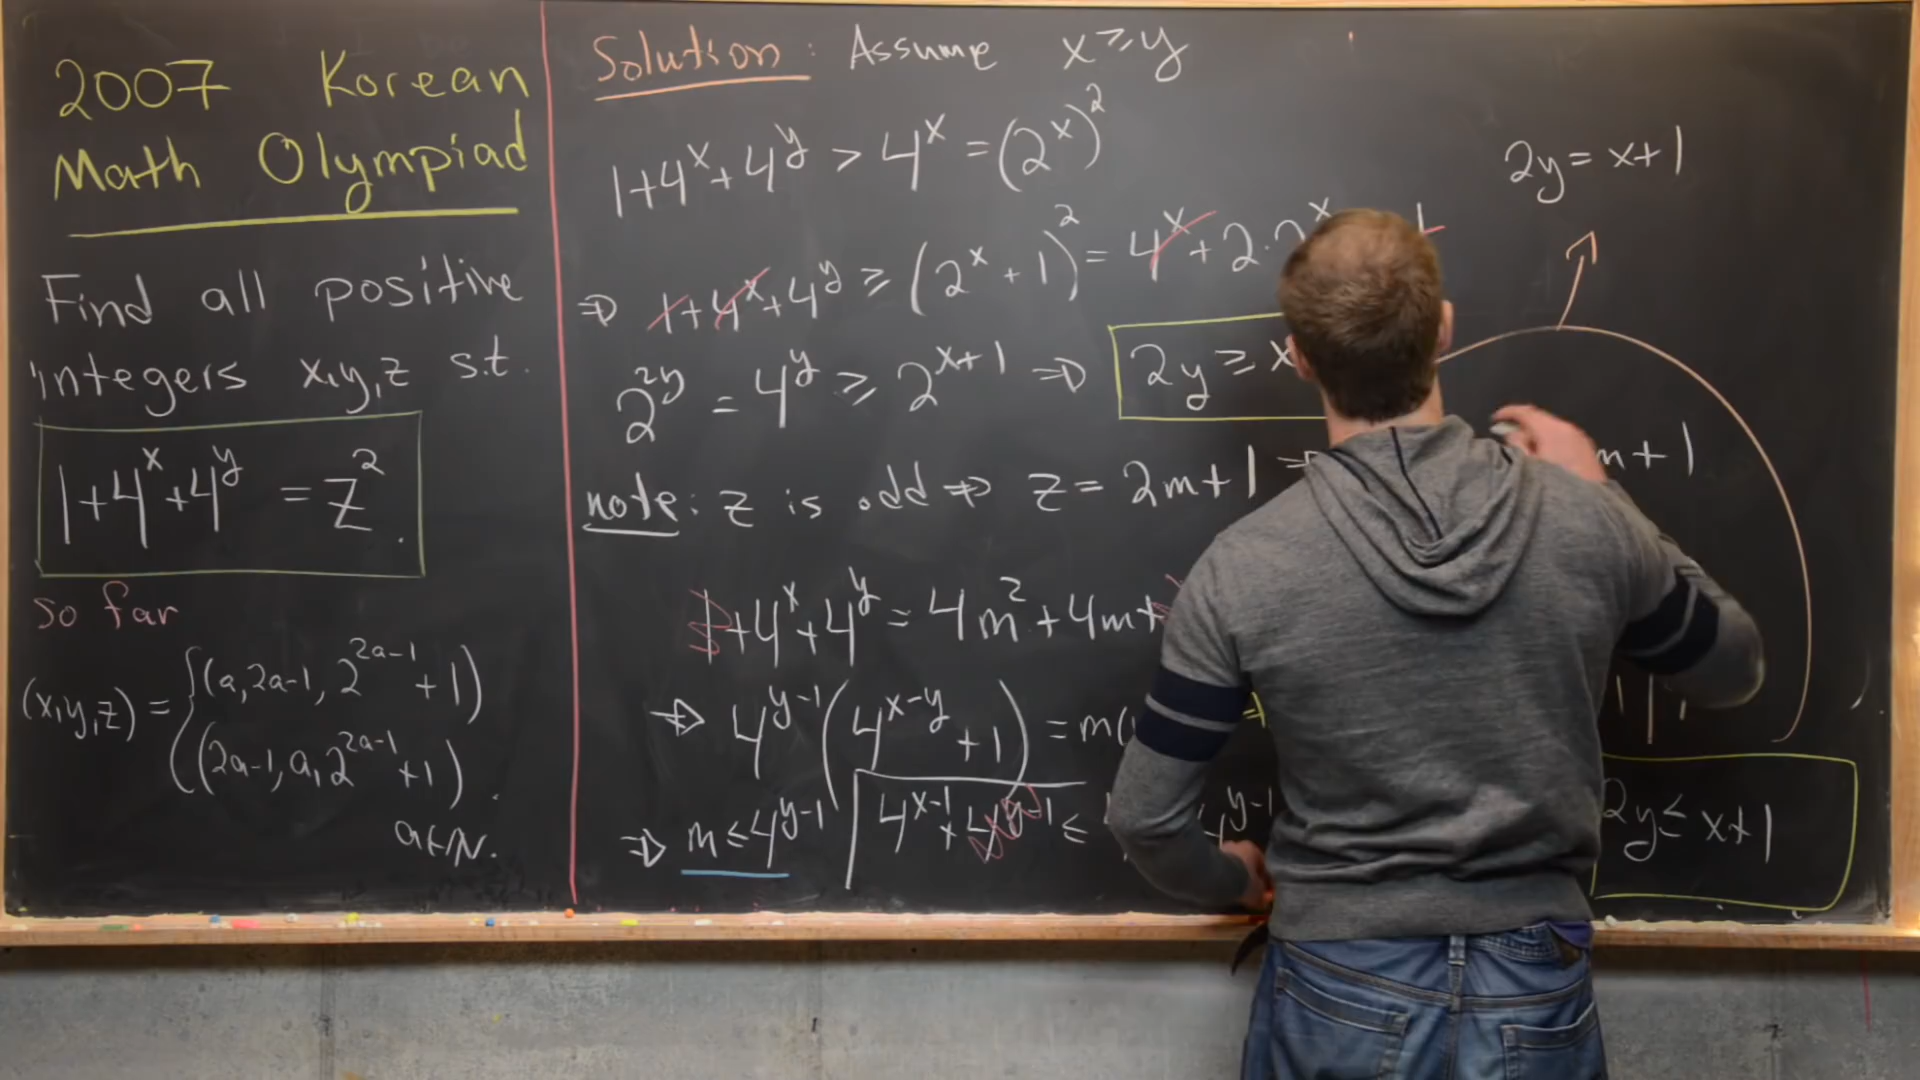 2007 Korean
Math Olympiad
Find all positive
integers x,y,z s.t.
1+4^x+4^y = z^2.
so far
(x,y,z) = { (a, 2a-1, 2^{2a-1}+1)
(2a-1, a, 2^{2a-1}+1).
a∈N.
Solution: Assume x ≥ y
1+4^x+4^y > 4^x = (2^x)^2
⇒ 1+4^x+4^y ≥ (2^x+1)^2 = 4^x + 2·2^x
2^{2y} = 4^y ≥ 2^{x+1} ⇒ 2y ≥ x
2y = x+1
note: z is odd ⇒ z = 2m+1 ⇒ m+1
1+4^x+4^y = 4m^2+4m+
⇒ 4^{y-1}(4^{x-y}+1) = m(
⇒ m ≤ 4^{y-1} 4^{x-1}+4^{y-1} ≤ 4^{y-1}
2y ≤ x+1